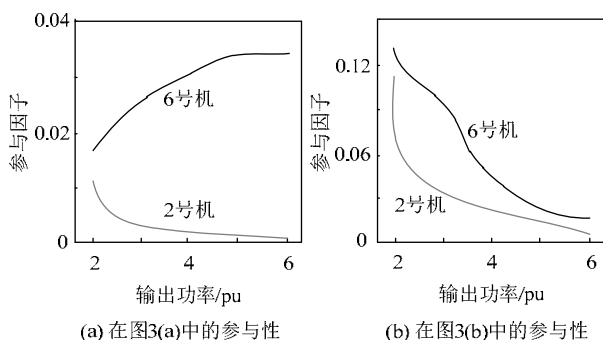 0.04
0.02
0
参与因子
6号机
2号机
2
4
6
输出功率/pu
(a) 在图3(a)中的参与性
0.12
0.06
0
参与因子
6号机
2号机
2
4
6
输出功率/pu
(b) 在图3(b)中的参与性